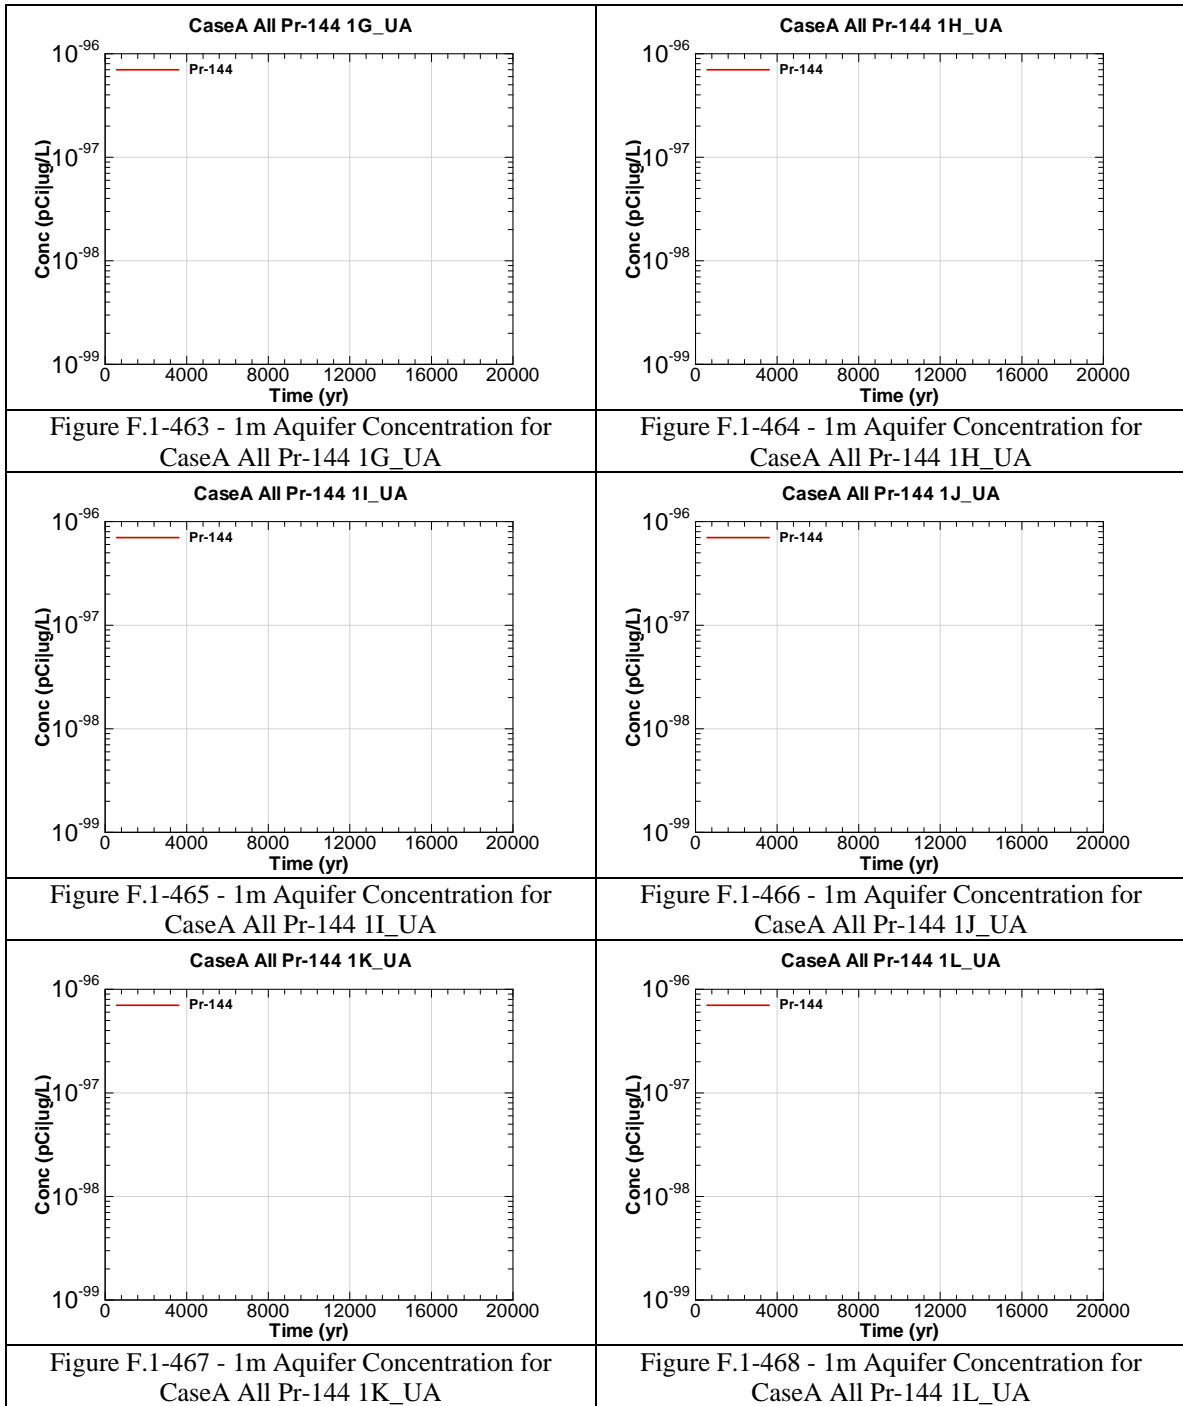 CaseA All Pr-144 1G_UA
10-96
Pr-144
10-97
Conc (pCi|ug/L)
10-98
10-99
0 4000 8000 12000 16000 20000
Time (yr)
Figure F.1-463 - 1m Aquifer Concentration for
CaseA All Pr-144 1G_UA
CaseA All Pr-144 1H_UA
10-96
Pr-144
10-97
Conc (pCi|ug/L)
10-98
10-99
0 4000 8000 12000 16000 20000
Time (yr)
Figure F.1-464 - 1m Aquifer Concentration for
CaseA All Pr-144 1H_UA
CaseA All Pr-144 1I_UA
10-96
Pr-144
10-97
Conc (pCi|ug/L)
10-98
10-99
0 4000 8000 12000 16000 20000
Time (yr)
Figure F.1-465 - 1m Aquifer Concentration for
CaseA All Pr-144 1I_UA
CaseA All Pr-144 1J_UA
10-96
Pr-144
10-97
Conc (pCi|ug/L)
10-98
10-99
0 4000 8000 12000 16000 20000
Time (yr)
Figure F.1-466 - 1m Aquifer Concentration for
CaseA All Pr-144 1J_UA
CaseA All Pr-144 1K_UA
10-96
Pr-144
10-97
Conc (pCi|ug/L)
10-98
10-99
0 4000 8000 12000 16000 20000
Time (yr)
Figure F.1-467 - 1m Aquifer Concentration for
CaseA All Pr-144 1K_UA
CaseA All Pr-144 1L_UA
10-96
Pr-144
10-97
Conc (pCi|ug/L)
10-98
10-99
0 4000 8000 12000 16000 20000
Time (yr)
Figure F.1-468 - 1m Aquifer Concentration for
CaseA All Pr-144 1L_UA